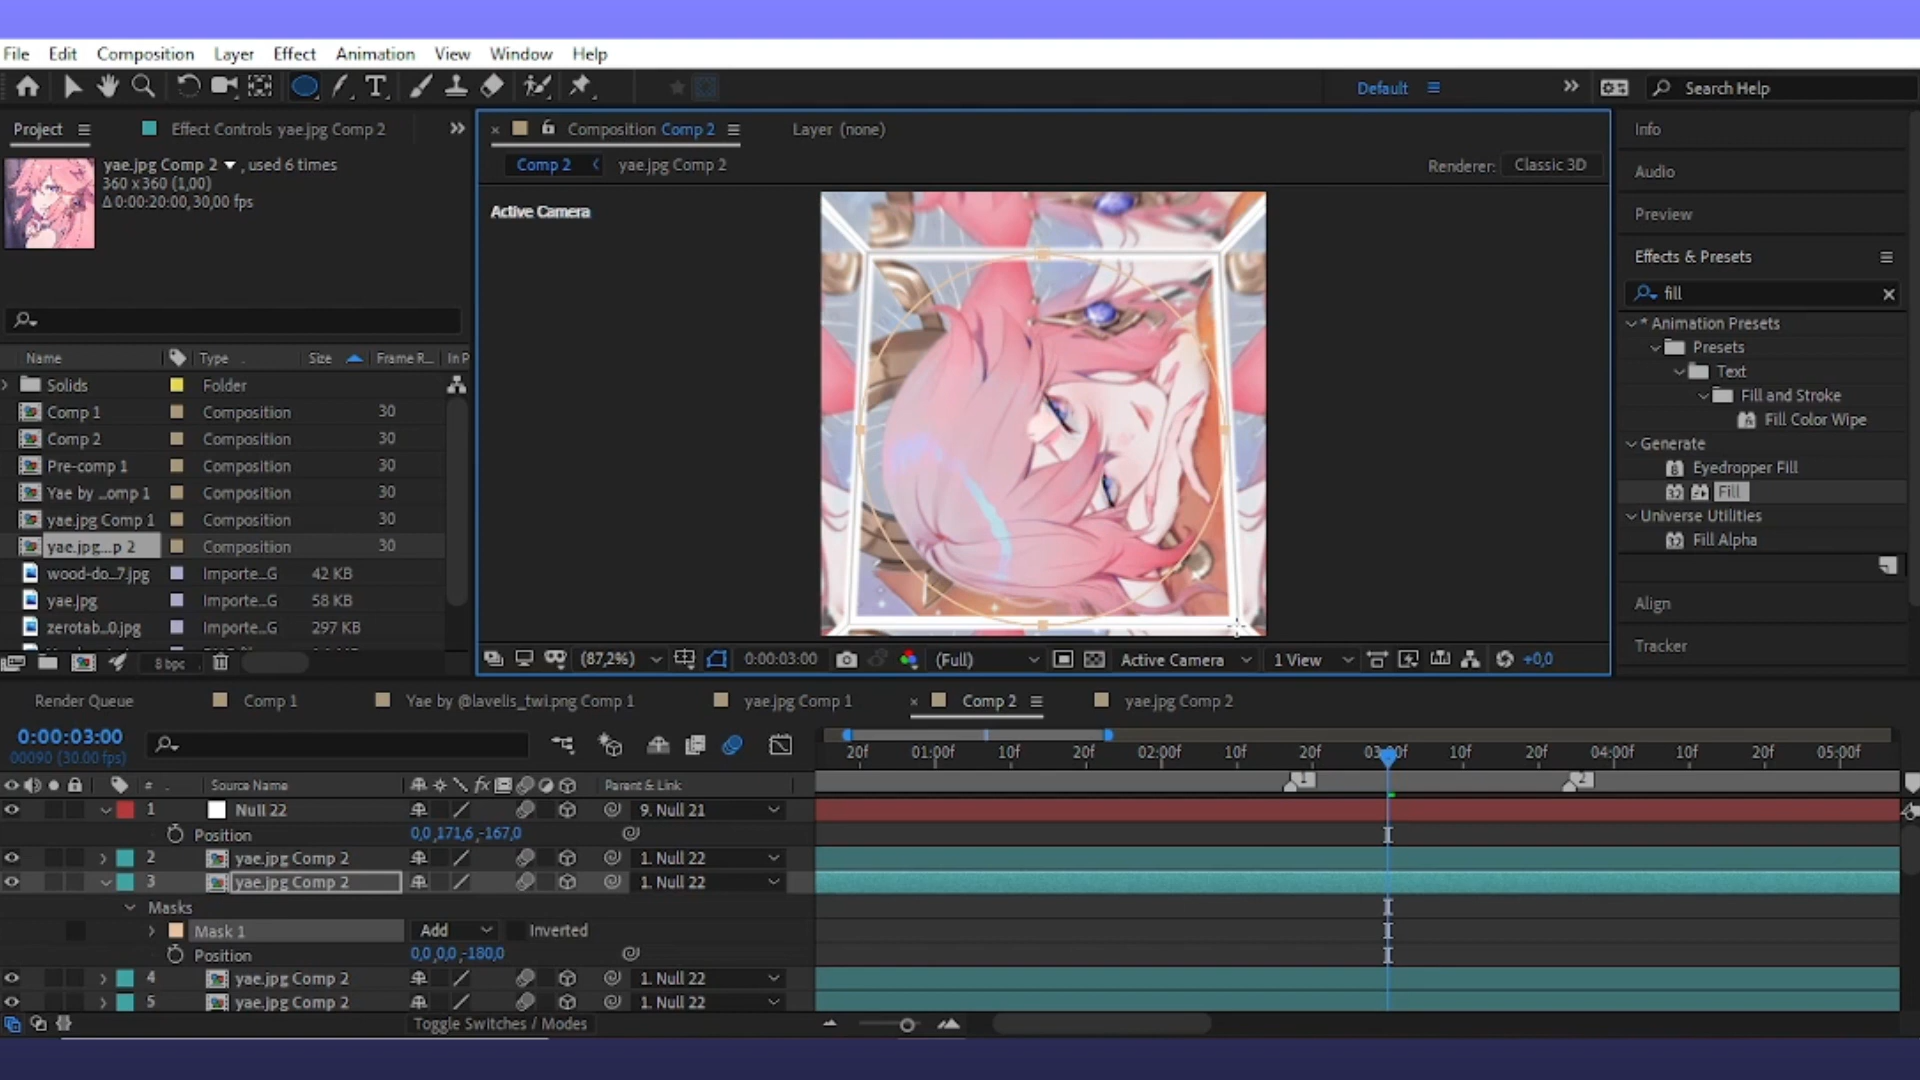 File Edit Composition Layer Effect Animation View Window Help
Default
Search Help
Project
Effect Controls yae.jpg Comp 2
Composition Comp 2
Layer (none)
Info
yae.jpg Comp 2 , used 6 times
360 x 360 (1,00)
Δ 0:00:20:00, 30,00 fps
Comp 2
yae.jpg Comp 2
Renderer:
Classic 3D
Audio
Active Camera
Preview
Effects & Presets
fill
* Animation Presets
Presets
Text
Fill and Stroke
Fill Color Wipe
Generate
Eyedropper Fill
Fill
Universe Utilities
Fill Alpha
Align
Tracker
Name Type Size Frame R... In P
Solids Folder
Comp 1 Composition 30
Comp 2 Composition 30
Pre-comp 1 Composition 30
Yae by ...omp 1 Composition 30
yae.jpg Comp 1 Composition 30
yae.jpg...p 2 Composition 30
wood-do...7.jpg Importe...G 42 KB
yae.jpg Importe...G 58 KB
zerotab...0.jpg Importe...G 297 KB
8 bpc
(87,2%)
0:00:03:00
(Full)
Active Camera
1 View
+0,0
Render Queue
Comp 1
Yae by @lavelis_twi.png Comp 1
yae.jpg Comp 1
Comp 2
yae.jpg Comp 2
0:00:03:00
00090 (30.00 fps)
20f 01:00f 10f 20f 02:00f 10f 20f 03:00f 10f 20f 04:00f 10f 20f 05:00f
# Source Name Parent & Link
1 2
1 Null 22 9. Null 21
Position 0,0,171,6,-167,0
2 yae.jpg Comp 2 1. Null 22
3 yae.jpg Comp 2 1. Null 22
Masks
Mask 1 Add Inverted
Position 0,0,0,0,-180,0
4 yae.jpg Comp 2 1. Null 22
5 yae.jpg Comp 2 1. Null 22
Toggle Switches / Modes